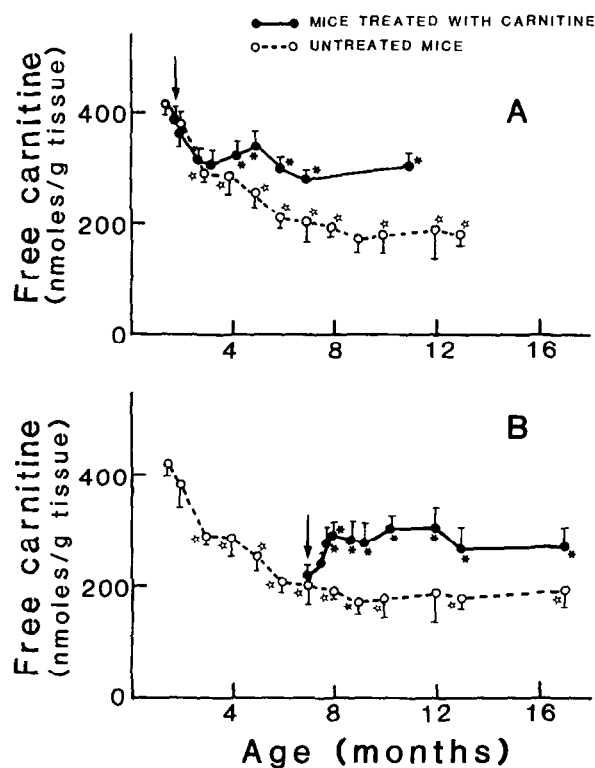 MICE TREATED WITH CARNITINE
UNTREATED MICE
A
Free carnitine
(nmoles/g tissue)
400
200
0
4
8
12
16
B
Free carnitine
(nmoles/g tissue)
400
200
0
4
8
12
16
Age (months)